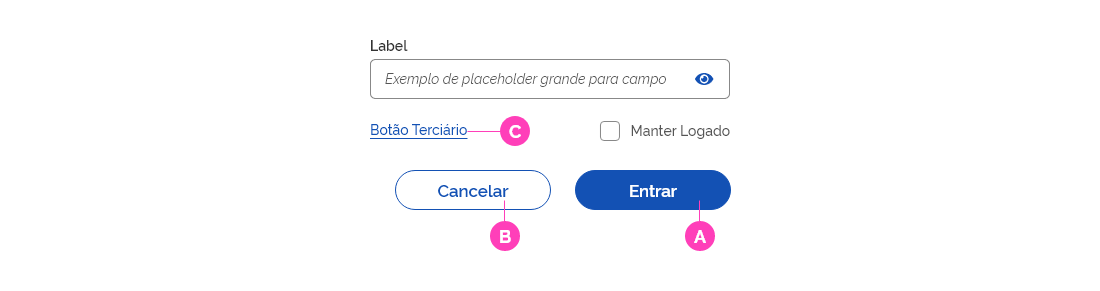 Label
Exemplo de placeholder grande para campo
Botão Terciário C Manter Logado
Cancelar Entrar
B A